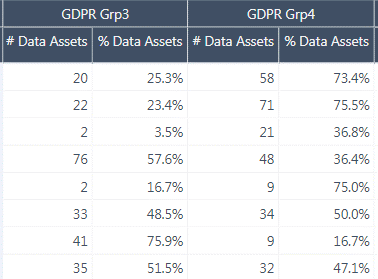 GDPR Grp3 GDPR Grp4
# Data Assets % Data Assets # Data Assets % Data Assets
20 25.3% 58 73.4%
22 23.4% 71 75.5%
2 3.5% 21 36.8%
76 57.6% 48 36.4%
2 16.7% 9 75.0%
33 48.5% 34 50.0%
41 75.9% 9 16.7%
35 51.5% 32 47.1%